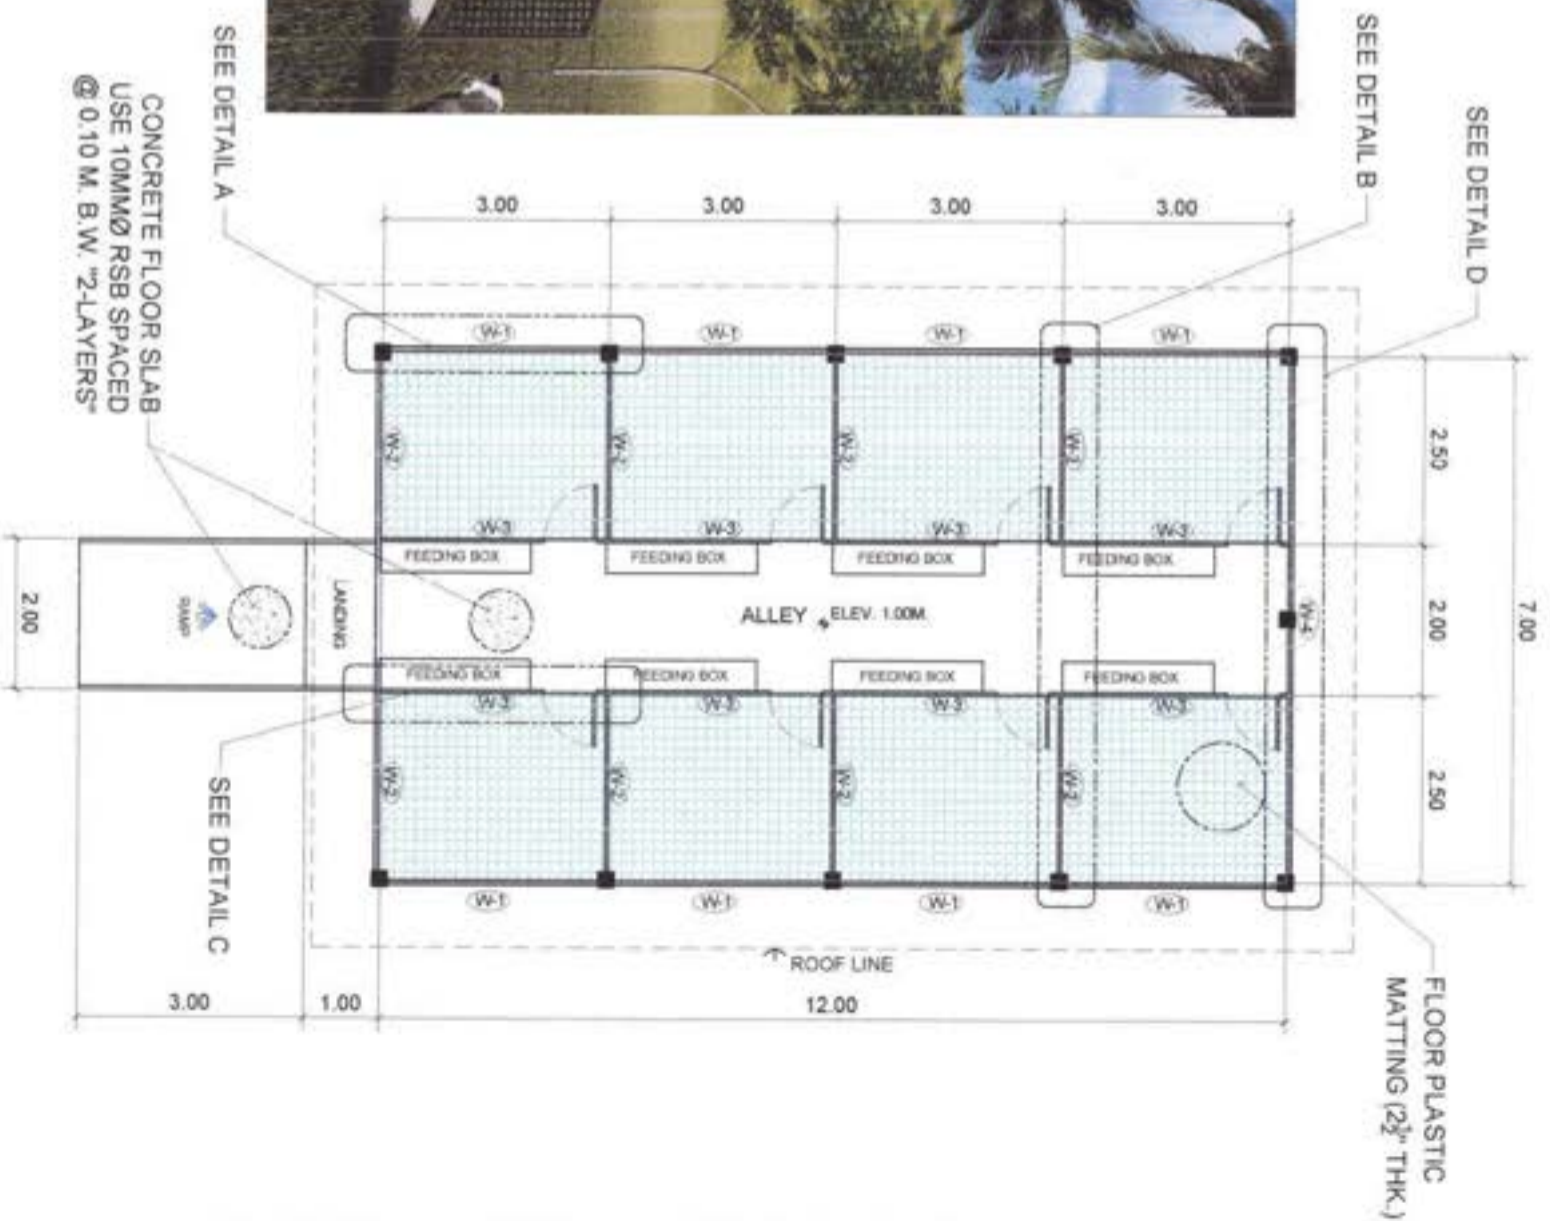 SEE DETAIL A
SEE DETAIL B
SEE DETAIL D
CONCRETE FLOOR SLAB
USE 10MMØ RSB SPACED
@ 0.10 M. B.W. "2-LAYERS"
3.00
3.00
3.00
3.00
W-1
W-1
W-1
W-1
7.00
2.50
2.00
2.50
W-2
W-2
W-2
W-2
W-3
W-3
W-3
W-3
FEEDING BOX
FEEDING BOX
FEEDING BOX
FEEDING BOX
2.00
RAMP
LANDING
ALLEY
ELEV. 1.00M.
W-4
FEEDING BOX
FEEDING BOX
FEEDING BOX
FEEDING BOX
W-3
W-3
W-3
W-3
W-2
W-2
W-2
W-2
W-1
W-1
W-1
W-1
SEE DETAIL C
ROOF LINE
3.00
1.00
12.00
FLOOR PLASTIC
MATTING (2½" THK.)